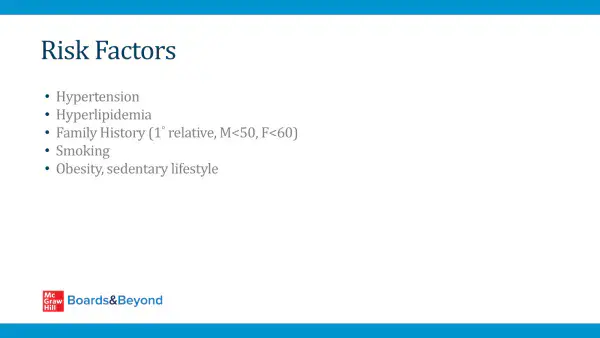 Risk Factors
• Hypertension
• Hyperlipidemia
• Family History (1° relative, M<50, F<60)
• Smoking
• Obesity, sedentary lifestyle
Mc
Graw
Hill
Boards&Beyond